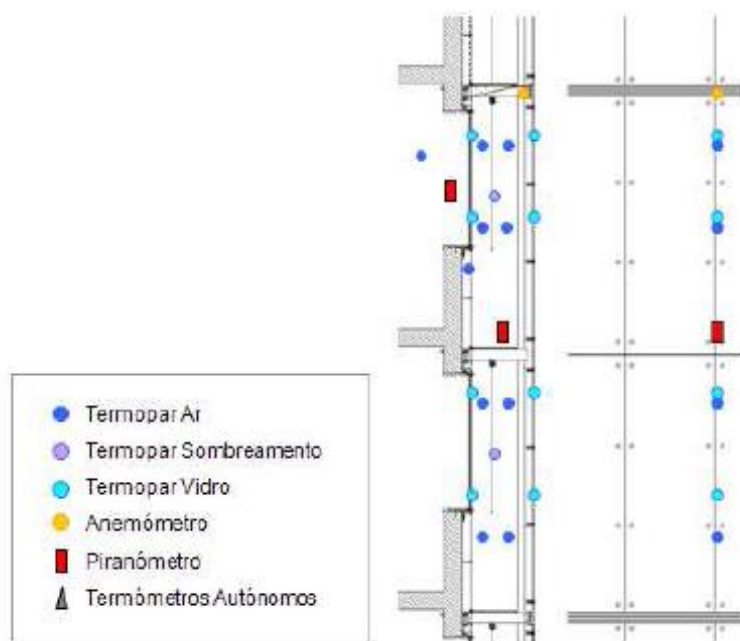 Termopar Ar
Termopar Sombreamento
Termopar Vidro
Anemómetro
Piranómetro
Termómetros Autónomos